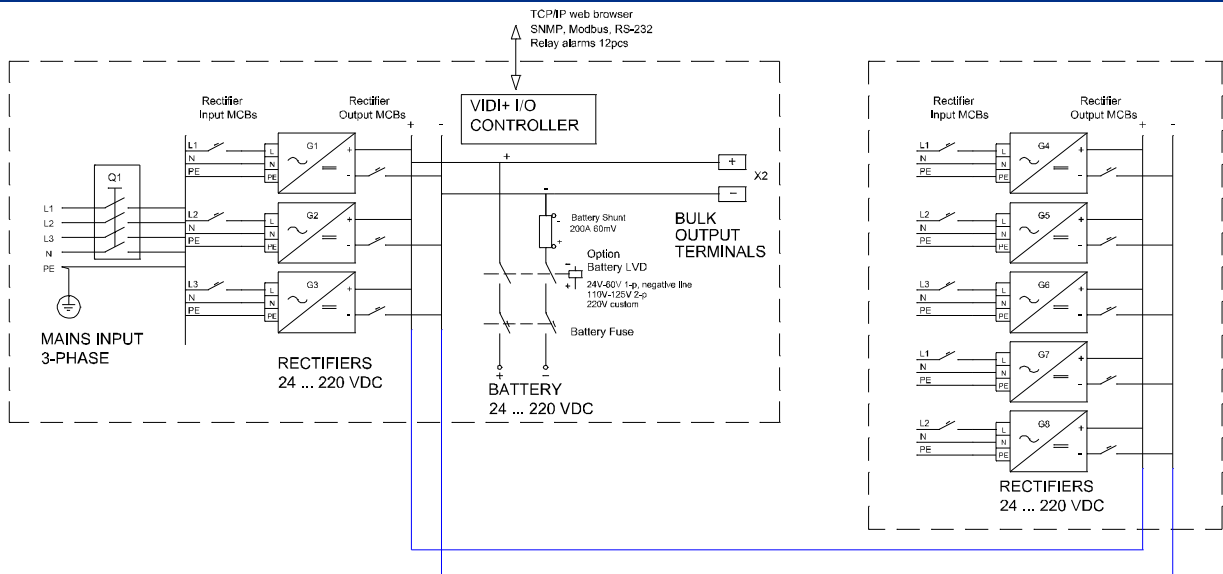 TCP/IP web browser
SNMP, Modbus, RS-232
Relay alarms 12pcs
VIDI+ I/O
CONTROLLER
Rectifier
Input MCBs
Rectifier
Output MCBs
+
-
Q1
L1
L2
L3
N
PE
MAINS INPUT
3-PHASE
L1
N
PE
L
N
PE
G1
+
-
L2
N
PE
L
N
PE
G2
+
-
L3
N
PE
L
N
PE
G3
+
-
RECTIFIERS
24 ... 220 VDC
+
-
-
+
Battery Shunt
200A 60mV
Option
Battery LVD
-
+
24V-60V 1-p, negative line
110V-125V 2-p
220V custom
Battery Fuse
+
-
BATTERY
24 ... 220 VDC
+
-
X2
BULK
OUTPUT
TERMINALS
Rectifier
Input MCBs
Rectifier
Output MCBs
+
-
L1
N
PE
L
N
PE
G4
+
-
L2
N
PE
L
N
PE
G5
+
-
L3
N
PE
L
N
PE
G6
+
-
L1
N
PE
L
N
PE
G7
+
-
L2
N
PE
L
N
PE
G8
+
-
RECTIFIERS
24 ... 220 VDC